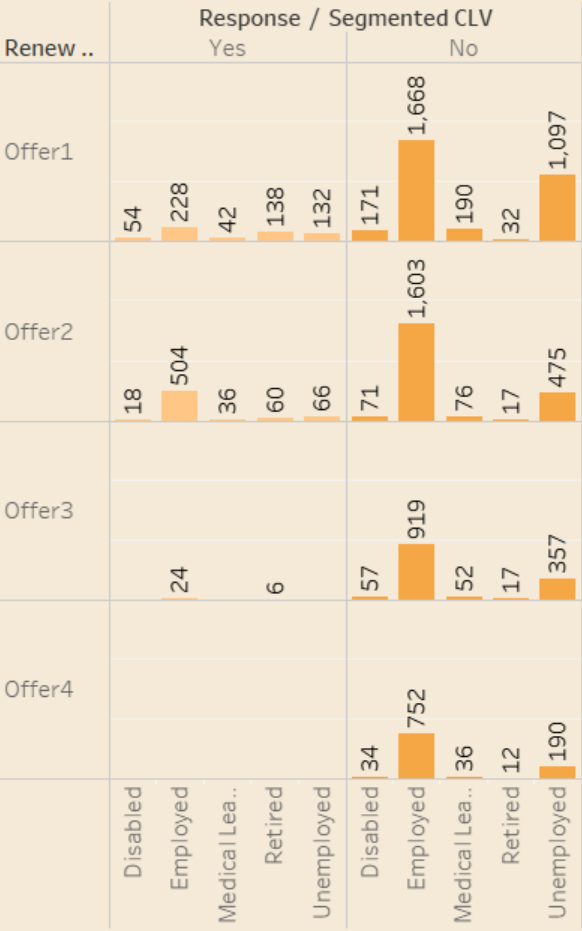 Response / Segmented CLV
Renew .. Yes No
Offer1 54 228 42 138 132 171 1,668 190 32 1,097
Offer2 18 504 36 60 66 71 1,603 76 17 475
Offer3 24 6 57 919 52 17 357
Offer4 34 752 36 12 190
Disabled Employed Medical Lea.. Retired Unemployed Disabled Employed Medical Lea.. Retired Unemployed